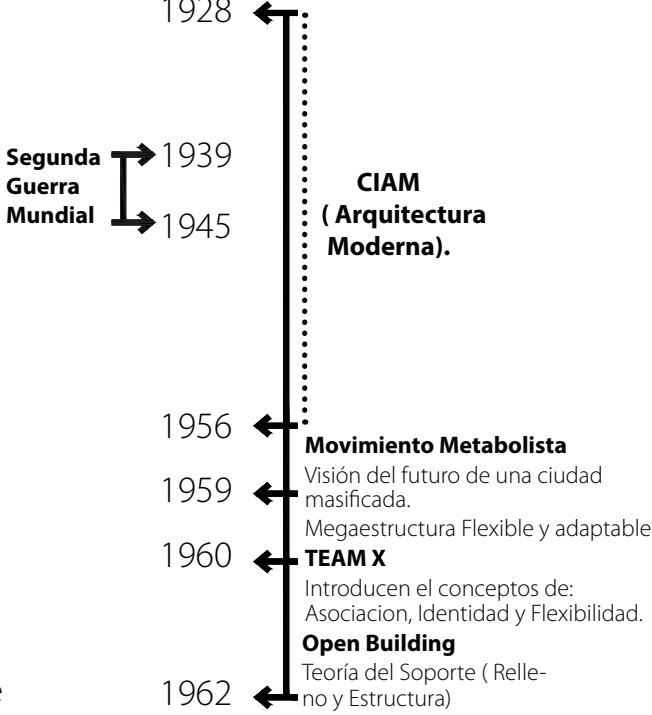 1928
Segunda
Guerra
Mundial
1939
1945
CIAM
( Arquitectura
Moderna).
1956
Movimiento Metabolista
Visión del futuro de una ciudad
masificada.
1959
Megaestructura Flexible y adaptable
1960
TEAM X
Introducen el conceptos de:
Asociacion, Identidad y Flexibilidad.
Open Building
Teoría del Soporte ( Relle-
no y Estructura)
1962
e